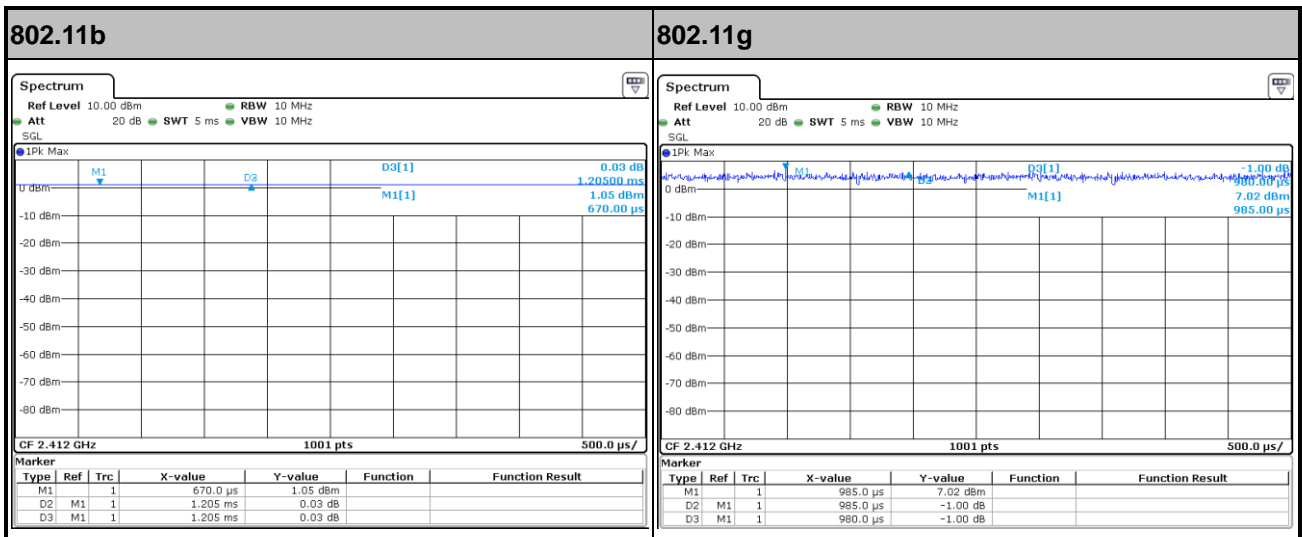 802.11b
Spectrum
Ref Level 10.00 dBm RBW 10 MHz
Att 20 dB SWT 5 ms VBW 10 MHz
SGL
1Pk Max
D3[1] 0.03 dB
1.20500 ms
M1[1] 1.05 dBm
670.00 µs
M1
D3
0 dBm
-10 dBm
-20 dBm
-30 dBm
-40 dBm
-50 dBm
-60 dBm
-70 dBm
-80 dBm
CF 2.412 GHz 1001 pts 500.0 µs/
Marker
Type Ref Trc X-value Y-value Function Function Result
M1 1 670.0 µs 1.05 dBm
D2 M1 1 1.205 ms 0.03 dB
D3 M1 1 1.205 ms 0.03 dB
802.11g
Spectrum
Ref Level 10.00 dBm RBW 10 MHz
Att 20 dB SWT 5 ms VBW 10 MHz
SGL
1Pk Max
D3[1] -1.00 dB
980.00 µs
M1[1] 7.02 dBm
985.00 µs
M1
0 dBm
-10 dBm
-20 dBm
-30 dBm
-40 dBm
-50 dBm
-60 dBm
-70 dBm
-80 dBm
CF 2.412 GHz 1001 pts 500.0 µs/
Marker
Type Ref Trc X-value Y-value Function Function Result
M1 1 985.0 µs 7.02 dBm
D2 M1 1 985.0 µs -1.00 dB
D3 M1 1 980.0 µs -1.00 dB